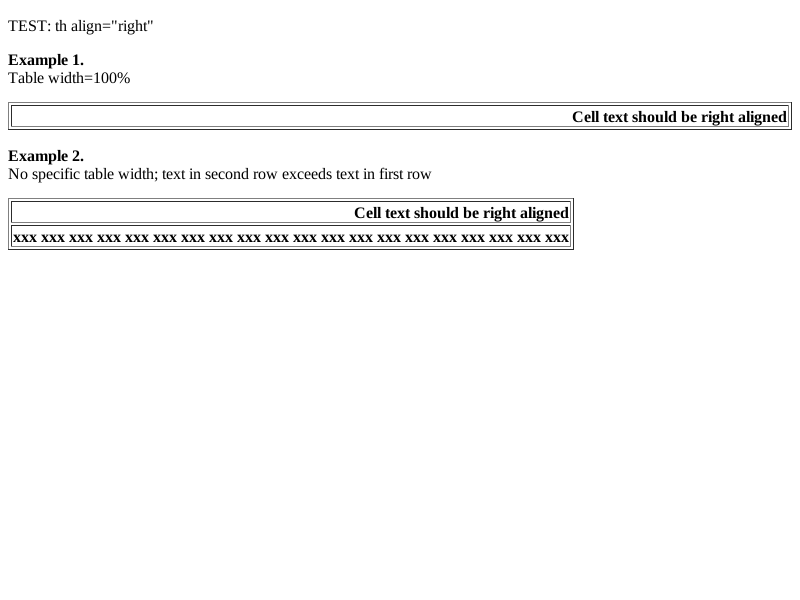 TEST: th align="right"
Example 1.
Table width=100%
Cell text should be right aligned
Example 2.
No specific table width; text in second row exceeds text in first row
Cell text should be right aligned
xxx xxx xxx xxx xxx xxx xxx xxx xxx xxx xxx xxx xxx xxx xxx xxx xxx xxx xxx xxx